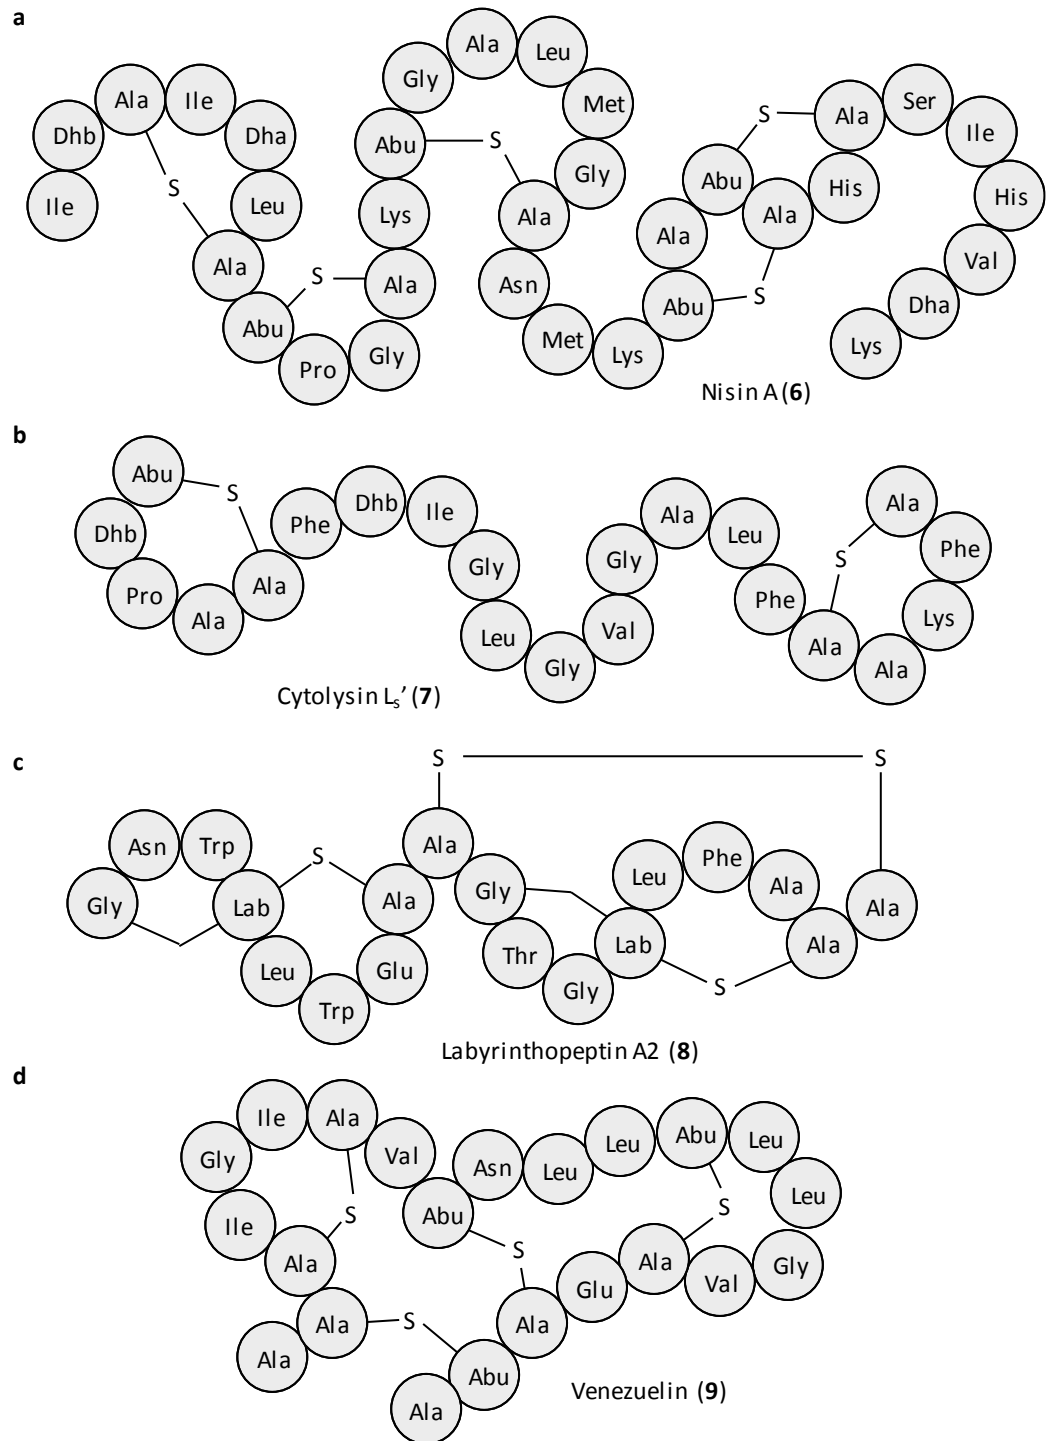 a
Ile
Dhb
Ala
Ile
Dha
Leu
Ala
S
Abu
Pro
Gly
Ala
S
Lys
Abu
Gly
Ala
Leu
Met
Gly
Ala
S
Asn
Met
Lys
Abu
Ala
Abu
Ala
S
His
Ala
S
Ser
Ile
His
Val
Dha
Lys
Nisin A (6)
b
Abu
S
Dhb
Pro
Ala
Ala
Phe
Dhb
Ile
Gly
Leu
Gly
Val
Gly
Ala
Leu
Phe
Ala
S
Ala
Lys
Phe
Ala
Cytolysin Ls’ (7)
c
S
S
Gly
Asn
Trp
Lab
S
Leu
Trp
Glu
Ala
Ala
Gly
Thr
Gly
Lab
S
Leu
Phe
Ala
Ala
Ala
Labyrinthopeptin A2 (8)
d
Ala
Ala
S
Ala
Ile
Gly
Ile
Ala
S
Val
Abu
S
Asn
Leu
Leu
Abu
S
Leu
Leu
Gly
Val
Ala
Glu
Ala
Abu
Ala
Venezuelin (9)